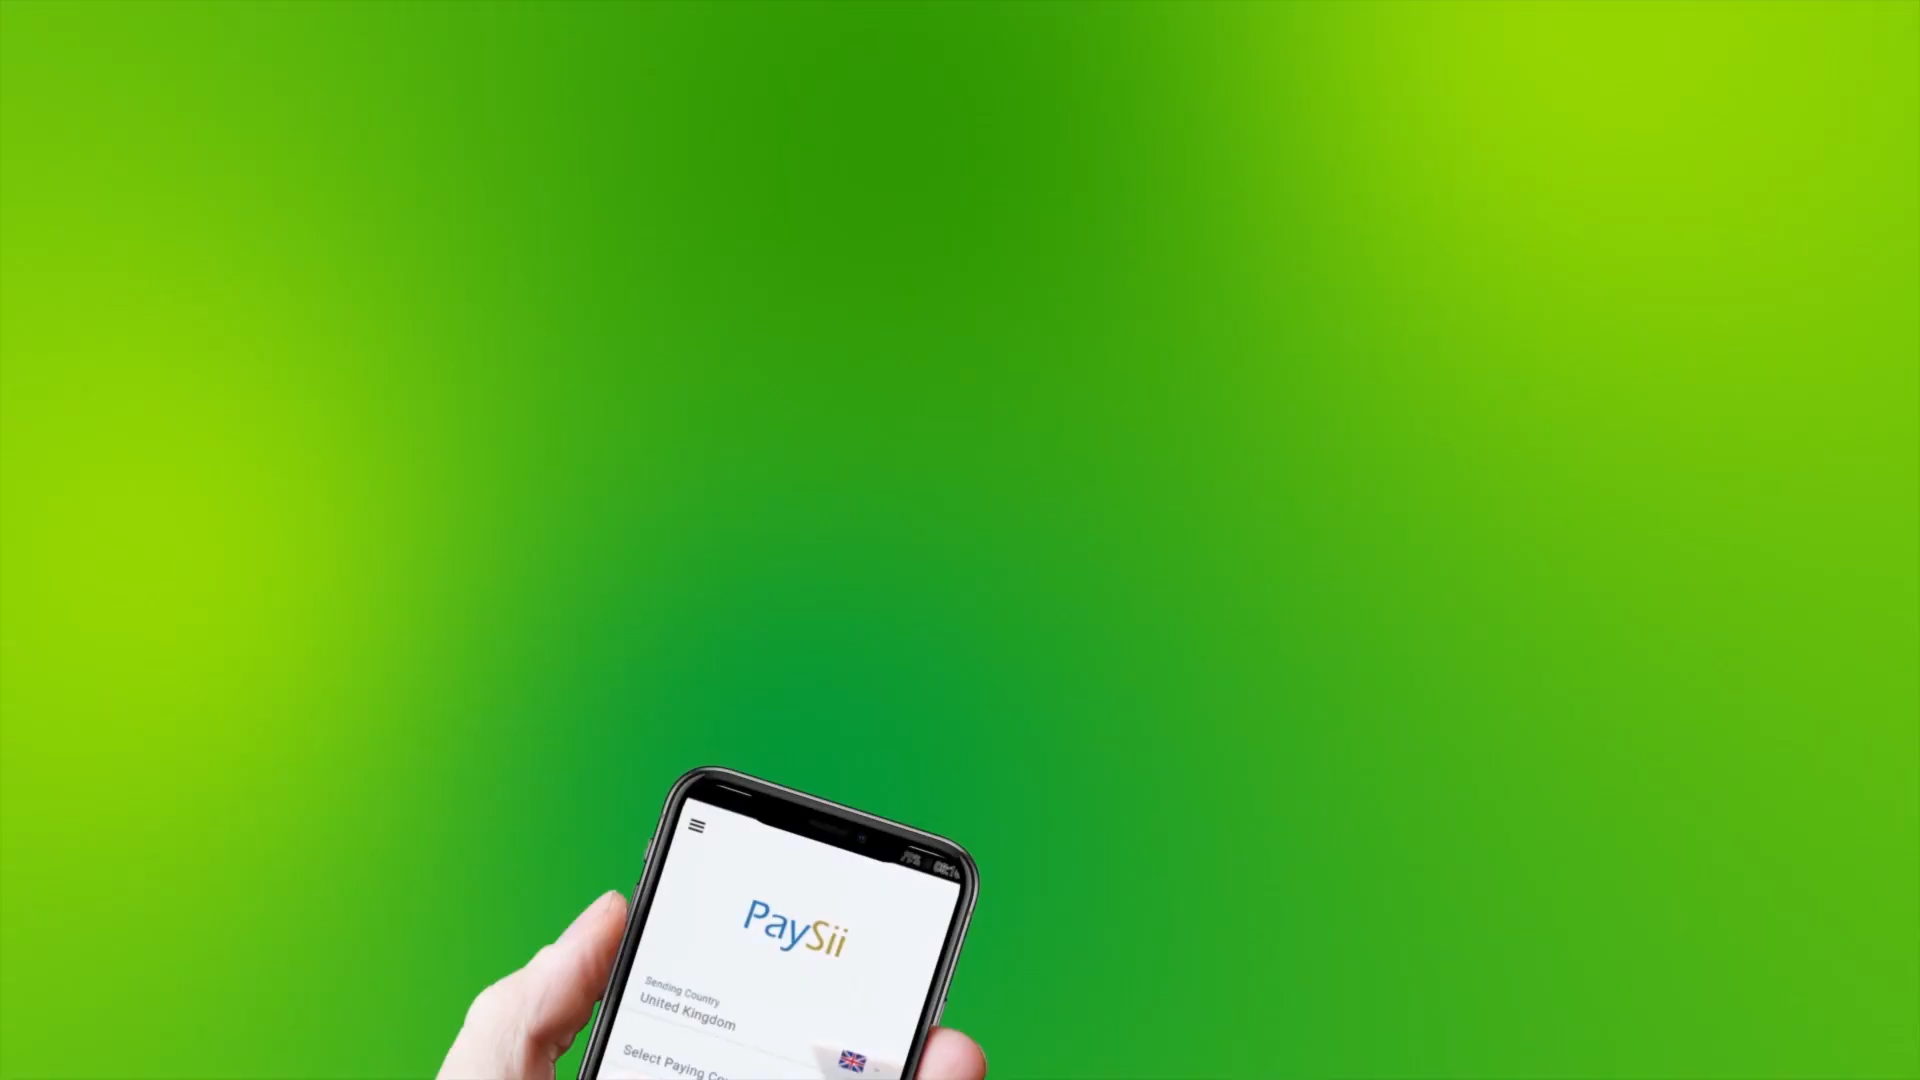 PaySii
Sending Country
United Kingdom
Select Paying